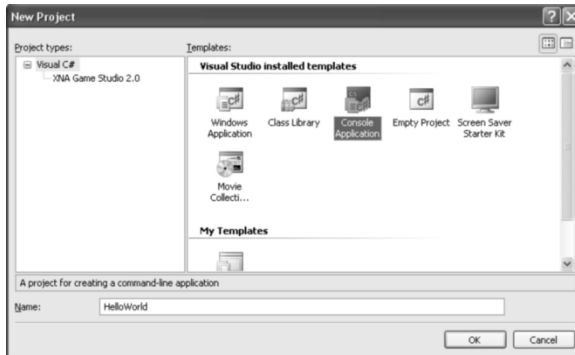 New Project
Project types:
Templates:
Visual C#
XNA Game Studio 2.0
Visual Studio installed templates
Windows Application
Class Library
Console Application
Empty Project
Screen Saver Starter Kit
Movie Collecti...
My Templates
A project for creating a command-line application
Name:
HelloWorld
OK
Cancel